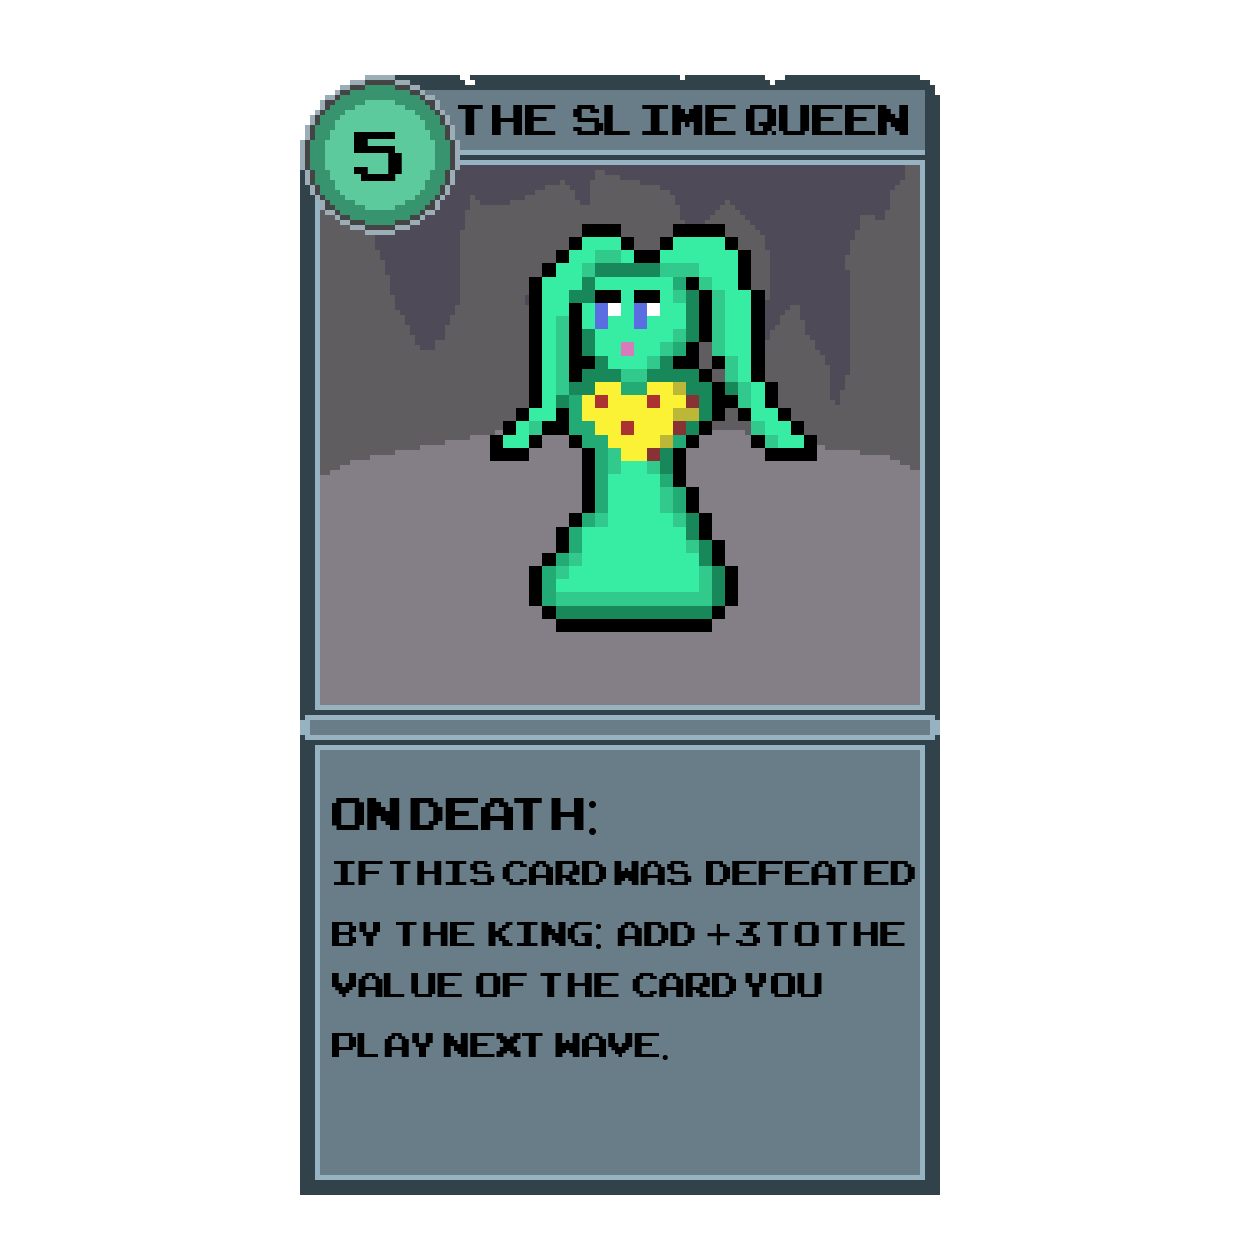 5
THE SLIME QUEEN
ON DEATH:
IF THIS CARD WAS DEFEATED
BY THE KING: ADD +3 TO THE
VALUE OF THE CARD YOU
PLAY NEXT WAVE.